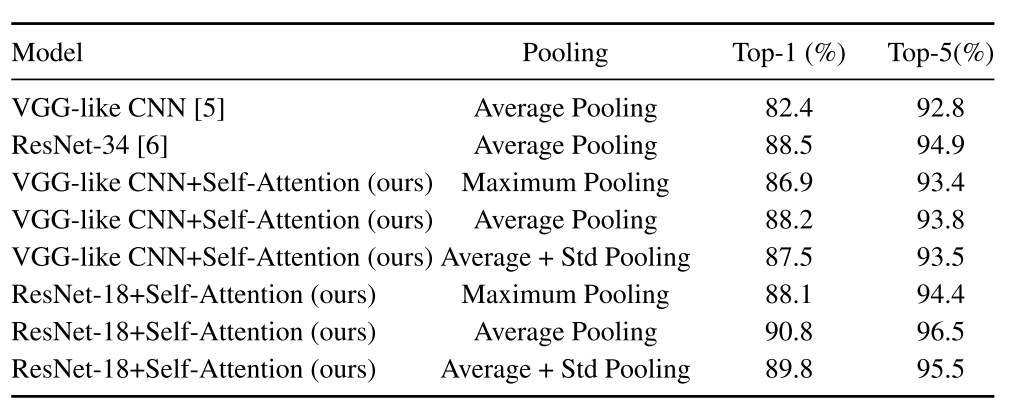 Model Pooling Top-1 (%) Top-5(%)
VGG-like CNN [5] Average Pooling 82.4 92.8
ResNet-34 [6] Average Pooling 88.5 94.9
VGG-like CNN+Self-Attention (ours) Maximum Pooling 86.9 93.4
VGG-like CNN+Self-Attention (ours) Average Pooling 88.2 93.8
VGG-like CNN+Self-Attention (ours) Average + Std Pooling 87.5 93.5
ResNet-18+Self-Attention (ours) Maximum Pooling 88.1 94.4
ResNet-18+Self-Attention (ours) Average Pooling 90.8 96.5
ResNet-18+Self-Attention (ours) Average + Std Pooling 89.8 95.5